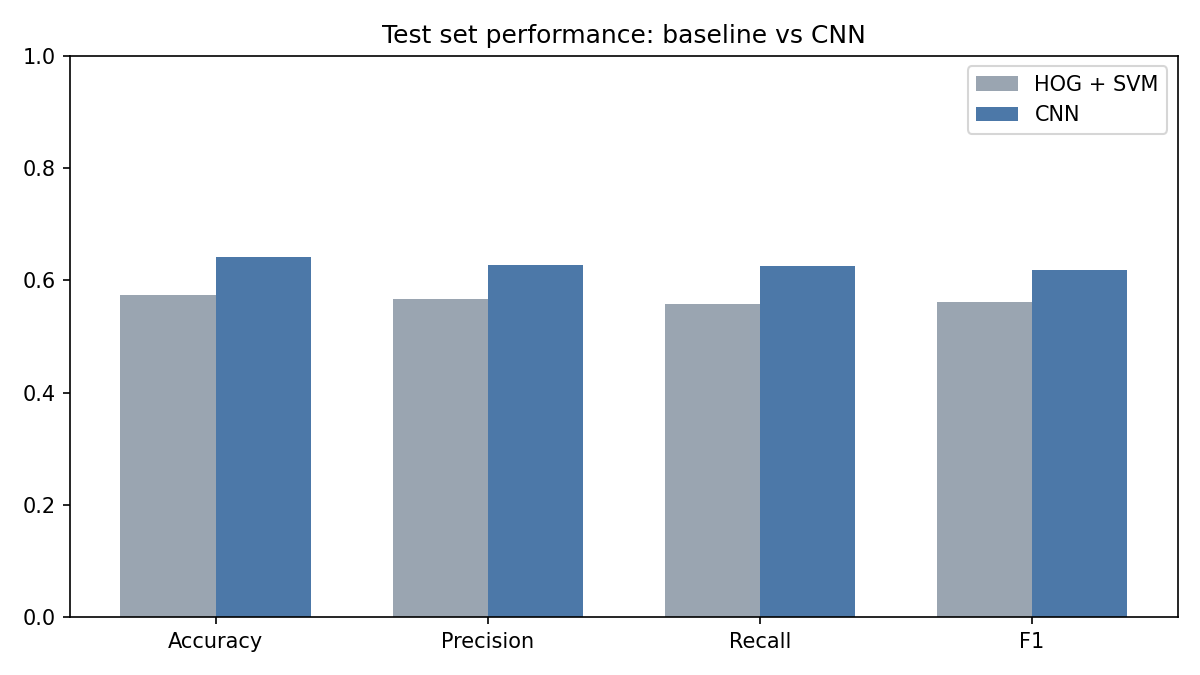 Test set performance: baseline vs CNN
1.0
0.8
0.6
0.4
0.2
0.0
HOG + SVM
CNN
Accuracy Precision Recall F1